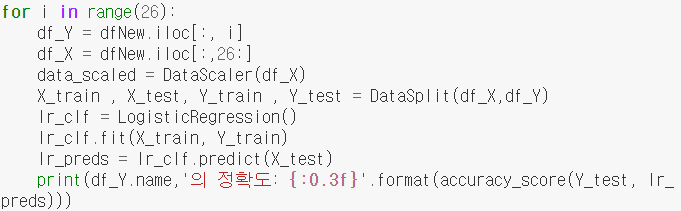 for i in range(26):
    df_Y = dfNew.iloc[:, i]
    df_X = dfNew.iloc[:,26:]
    data_scaled = DataScaler(df_X)
    X_train , X_test, Y_train , Y_test = DataSplit(df_X,df_Y)
    lr_clf = LogisticRegression()
    lr_clf.fit(X_train, Y_train)
    lr_preds = lr_clf.predict(X_test)
    print(df_Y.name,'의 정확도: {:0.3f}'.format(accuracy_score(Y_test, lr_
preds)))